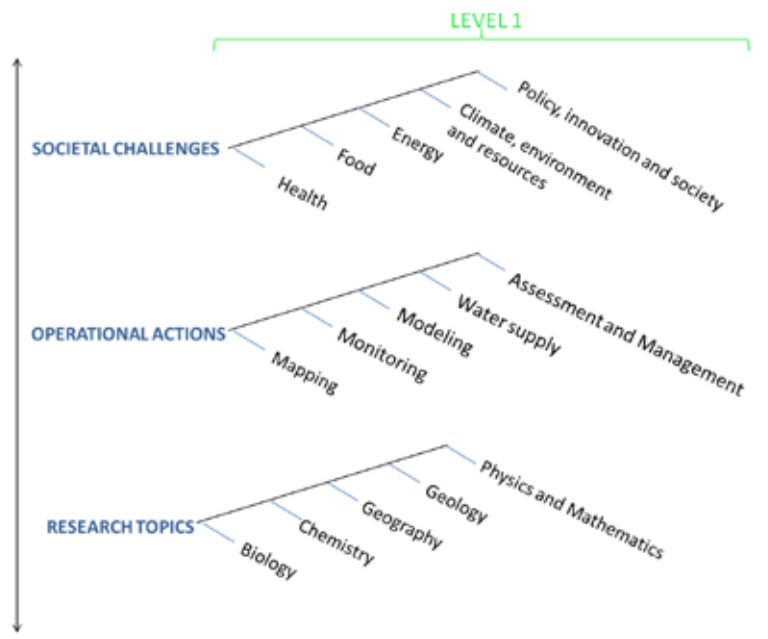 LEVEL 1
SOCIETAL CHALLENGES
Health
Food
Energy
Climate, environment
and resources
Policy, innovation and society
OPERATIONAL ACTIONS
Mapping
Monitoring
Modeling
Water supply
Assessment and Management
RESEARCH TOPICS
Biology
Chemistry
Geography
Geology
Physics and Mathematics